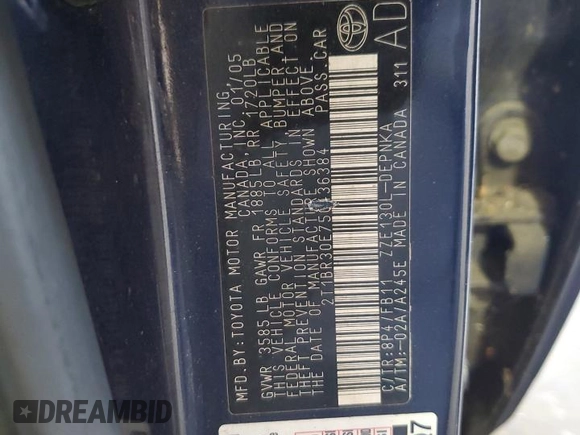 MFD.BY:TOYOTA MOTOR MANUFACTURING,
CANADA, INC. 01/05
GVWR 3585LB GAWR FR 1885LB, RR 1720LB
THIS VEHICLE CONFORMS TO ALL APPLICABLE
FEDERAL MOTOR VEHICLE SAFETY, BUMPER AND
THEFT PREVENTION STANDARDS IN EFFECT ON
THE DATE OF MANUFACTURE SHOWN ABOVE.
PASS. CAR
C/TR:8P4/FB11 ZZE130L-DEPNKA
A/TM:-02A/A245E MADE IN CANADA 311
AD
TOYOTA
DREAMBID